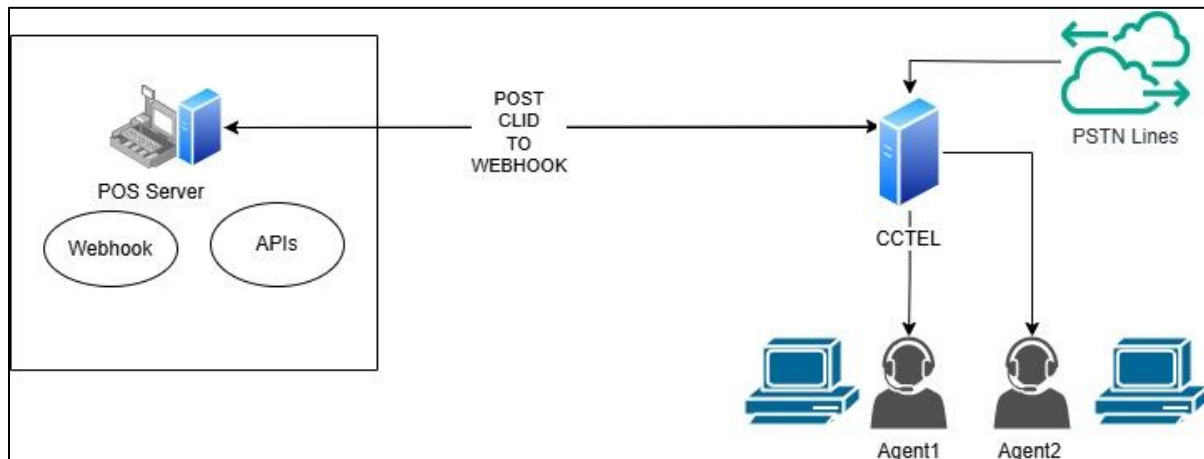 POST
CLID
TO
WEBHOOK
PSTN Lines
POS Server
Webhook
APIs
CCTEL
Agent1
Agent2